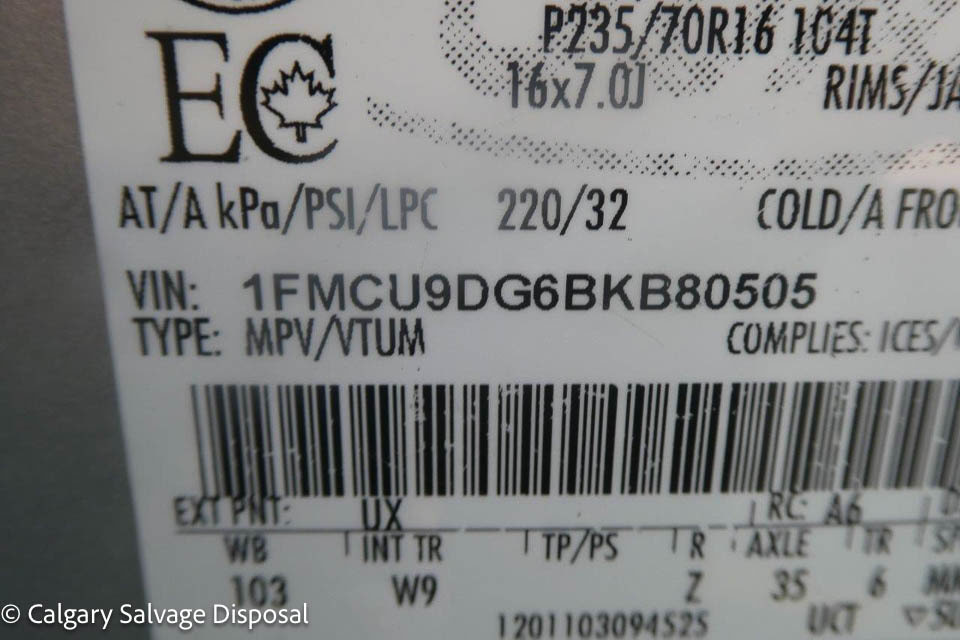 P235/70R16 104T
EC
16x7.0J RIMS/JA
AT/A kPa/PSI/LPC 220/32 COLD/A FRO
VIN: 1FMCU9DG6BKB80505
TYPE: MPV/VTUM COMPLIES: ICES/
EXT PNT: UX RC: A6
WB INT TR TP/PS R AXLE TR
103 W9 Z 35 6
1201103094525 UCT
© Calgary Salvage Disposal